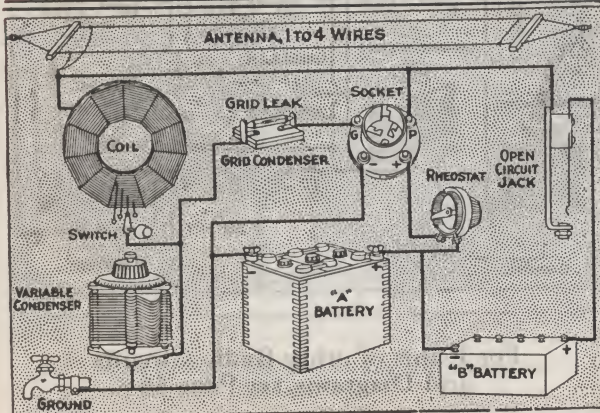 ANTENNA, 1 TO 4 WIRES
COIL
GRID LEAK
GRID CONDENSER
SOCKET
G
P
-
+
RHEOSTAT
OPEN
CIRCUIT
JACK
SWITCH
VARIABLE
CONDENSER
-
+
"A"
BATTERY
-
+
"B" BATTERY
GROUND